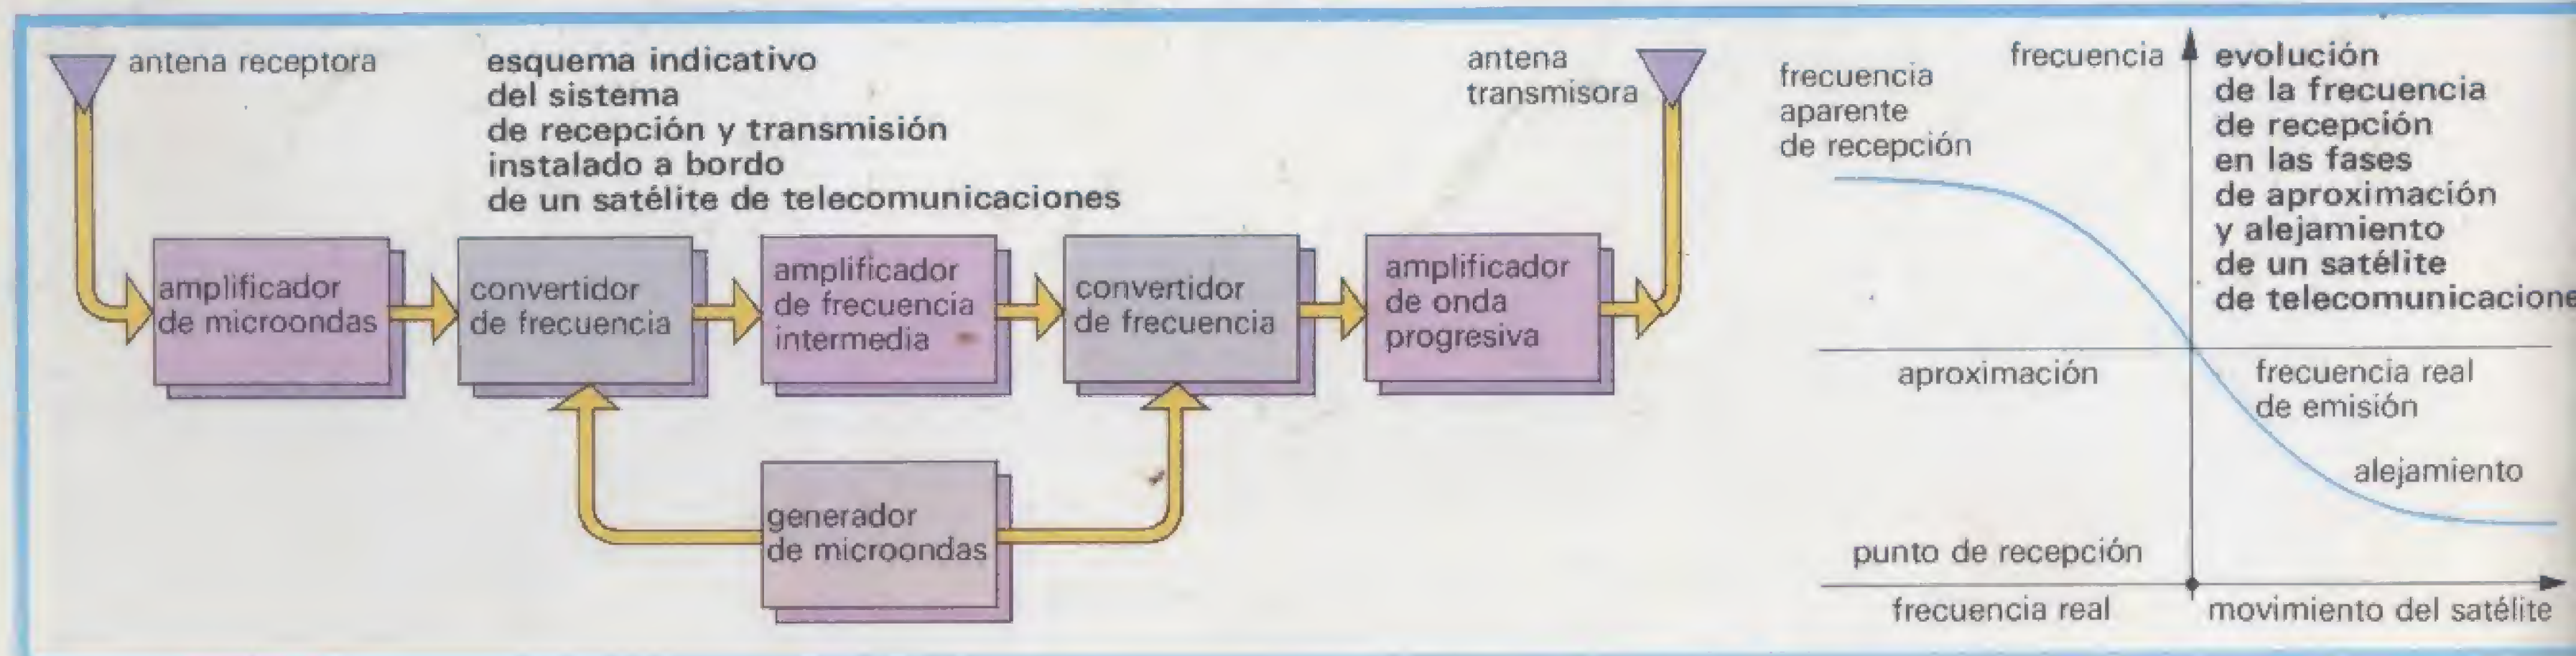 antena receptora
esquema indicativo
del sistema
de recepción y transmisión
instalado a bordo
de un satélite de telecomunicaciones
antena
transmisora
amplificador
de microondas
convertidor
de frecuencia
amplificador
de frecuencia
intermedia
convertidor
de frecuencia
amplificador
de onda
progresiva
generador
de microondas
frecuencia
aparente
de recepción
frecuencia
evolución
de la frecuencia
de recepción
en las fases
de aproximación
y alejamiento
de un satélite
de telecomunicacione
aproximación
frecuencia real
de emisión
alejamiento
punto de recepción
frecuencia real
movimiento del satélite